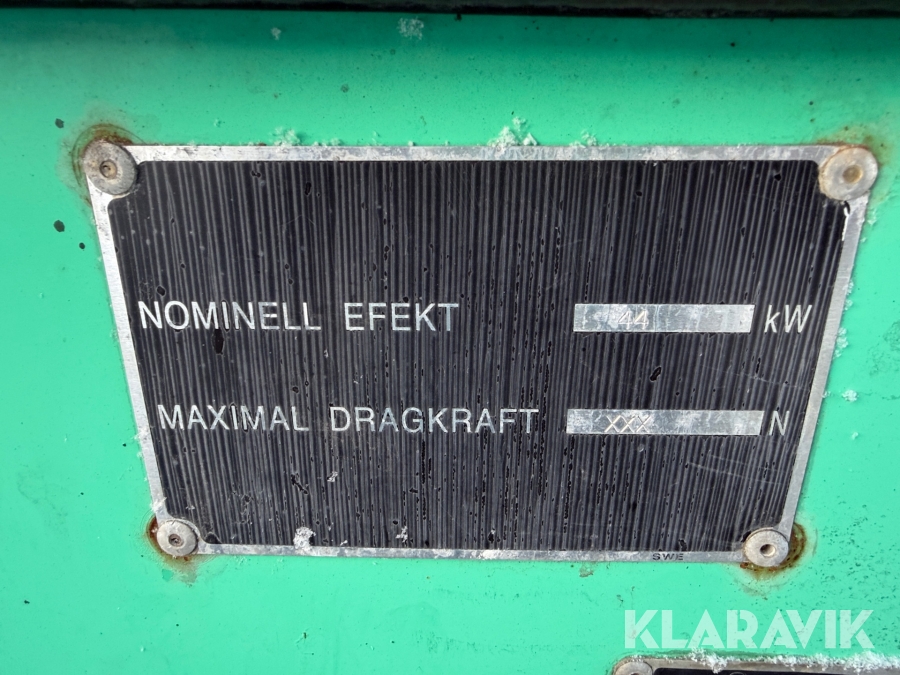 NOMINELL EFEKT 44 kW
MAXIMAL DRAGKRAFT XXX N
SWE
KLARAVIK